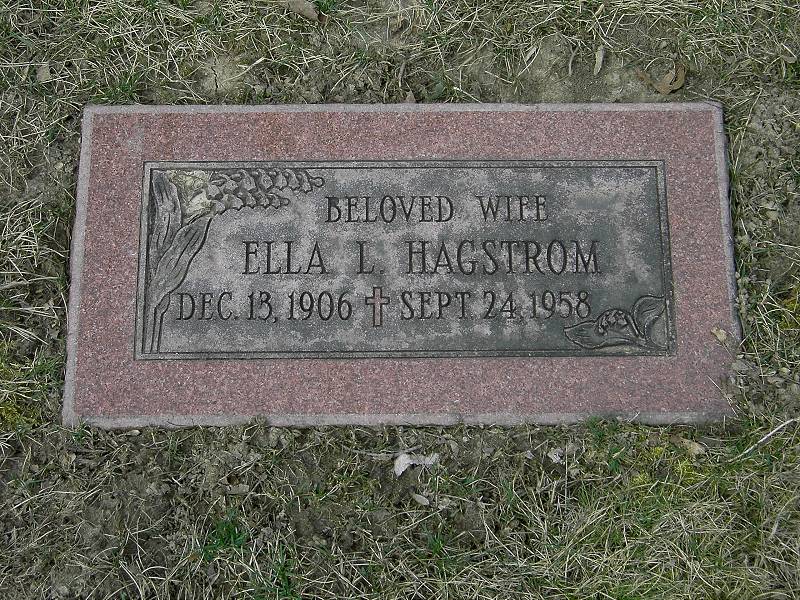 BELOVED WIFE
ELLA L. HAGSTROM
DEC. 13, 1906 ✝ SEPT. 24, 1958